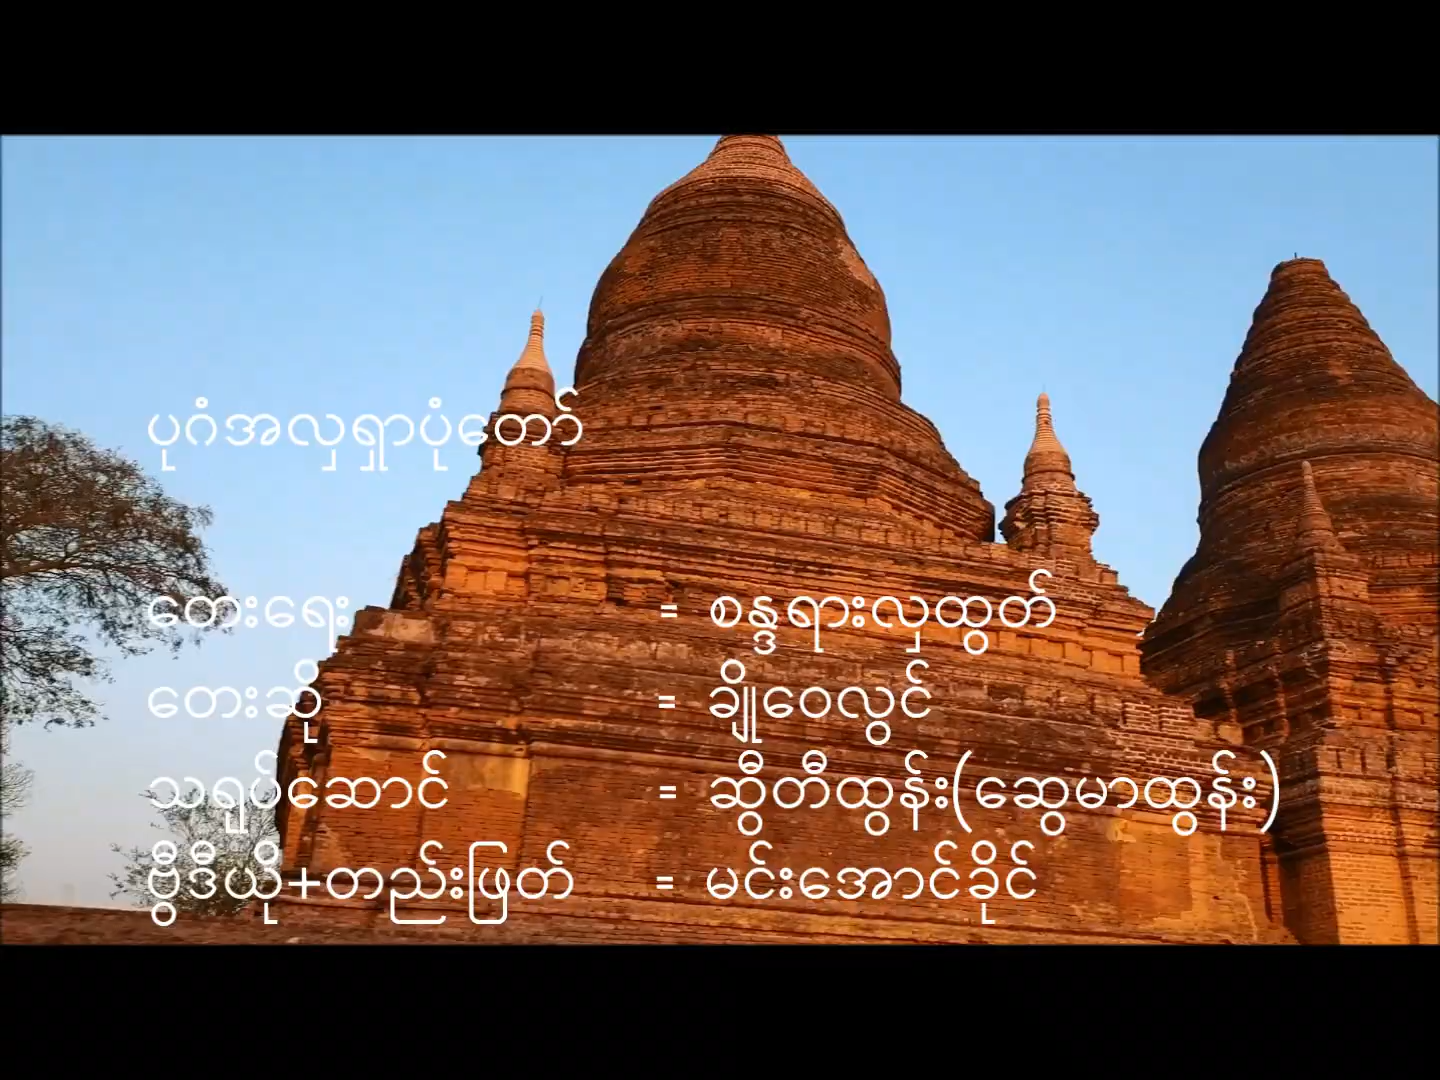 ပုဂံအလှရှာပုံတော်
တေးရေး = စန္ဒရားလှထွတ်
တေးဆို = ချိုဝေလွင်
သရုပ်ဆောင် = ဆွီတီထွန်း(ဆွေမာထွန်း)
ဗွီဒီယို+တည်းဖြတ် = မင်းအောင်ခိုင်